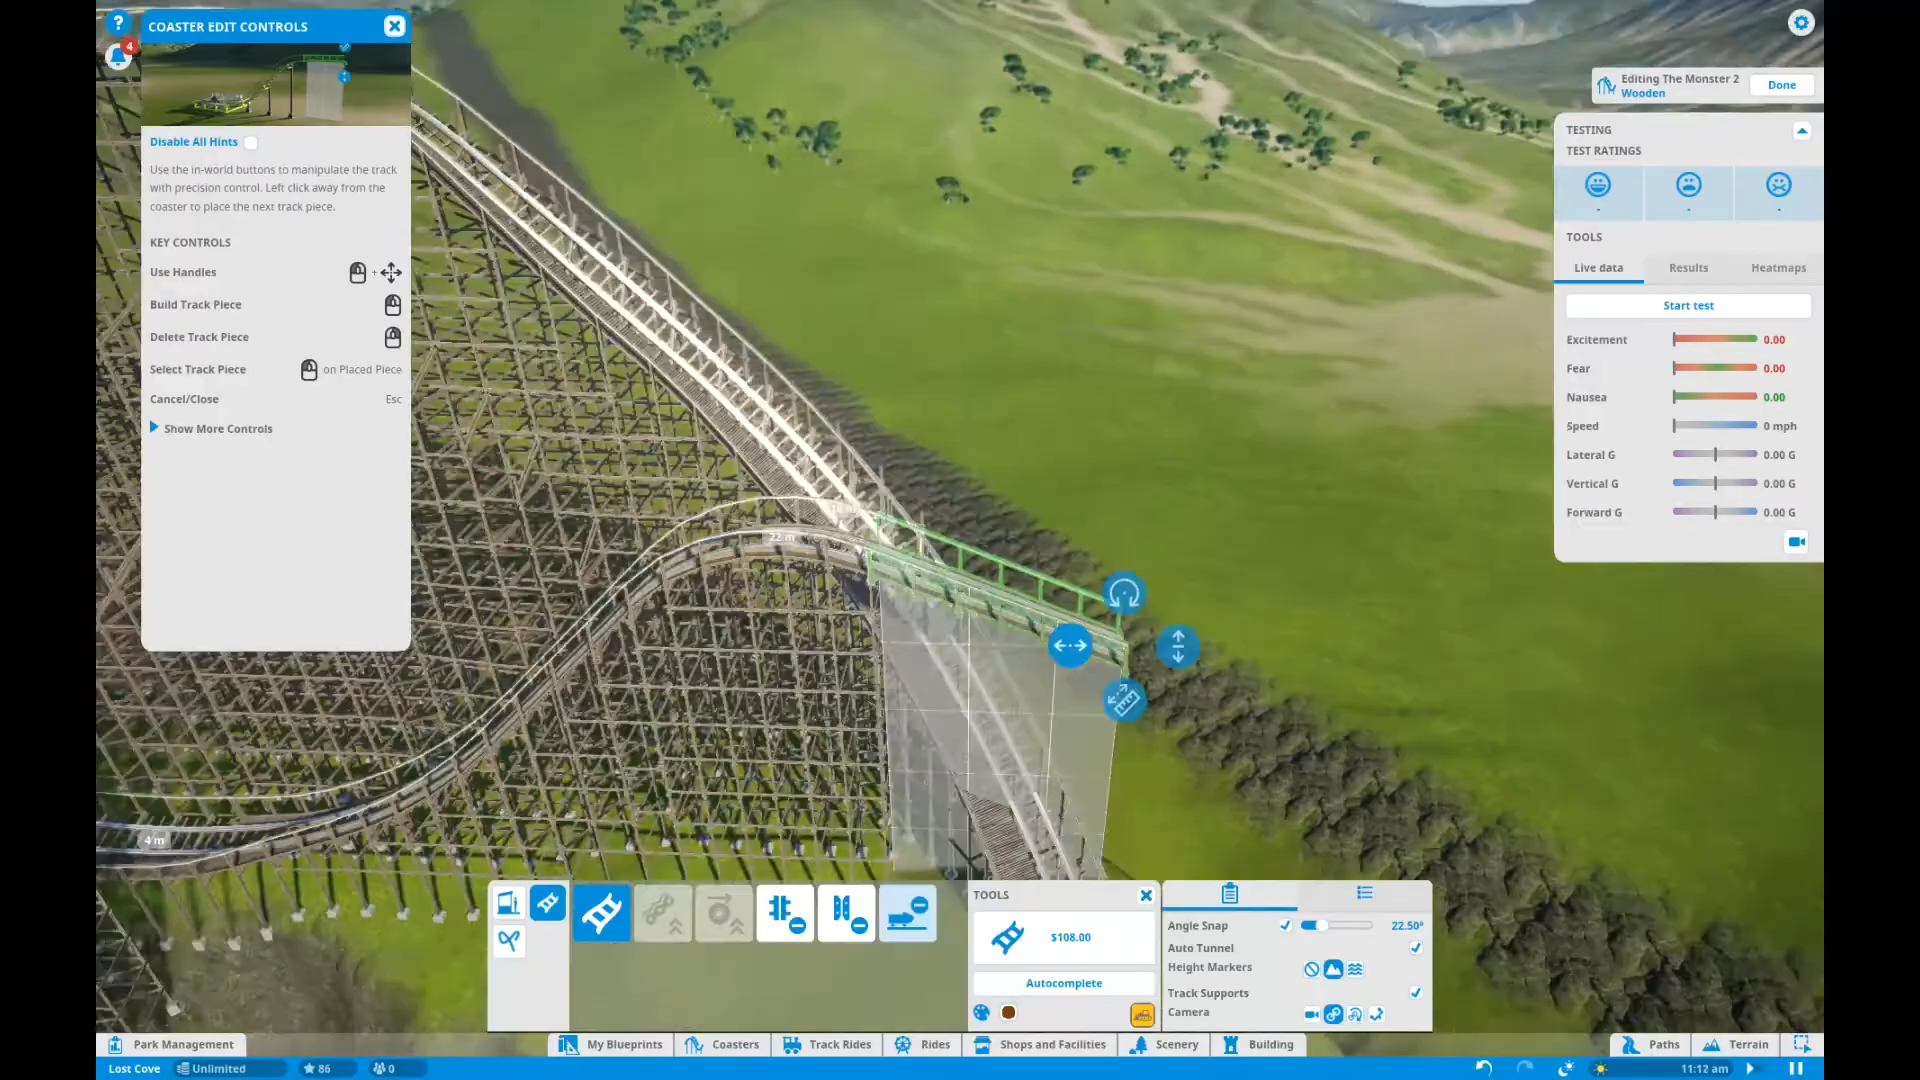 ?
COASTER EDIT CONTROLS
4
Disable All Hints
Use the in-world buttons to manipulate the track
with precision control. Left click away from the
coaster to place the next track piece.
KEY CONTROLS
Use Handles +
Build Track Piece
Delete Track Piece
Select Track Piece on Placed Piece
Cancel/Close Esc
Show More Controls
Editing The Monster 2
Wooden
Done
TESTING
TEST RATINGS
- - -
TOOLS
Live data Results Heatmaps
Start test
Excitement 0.00
Fear 0.00
Nausea 0.00
Speed 0 mph
Lateral G 0.00 G
Vertical G 0.00 G
Forward G 0.00 G
22 m
4 m
TOOLS
$108.00
Autocomplete
Angle Snap 22.50°
Auto Tunnel
Height Markers
Track Supports
Camera
Park Management
My Blueprints
Coasters
Track Rides
Rides
Shops and Facilities
Scenery
Building
Paths
Terrain
Lost Cove
Unlimited
86
0
11:12 am